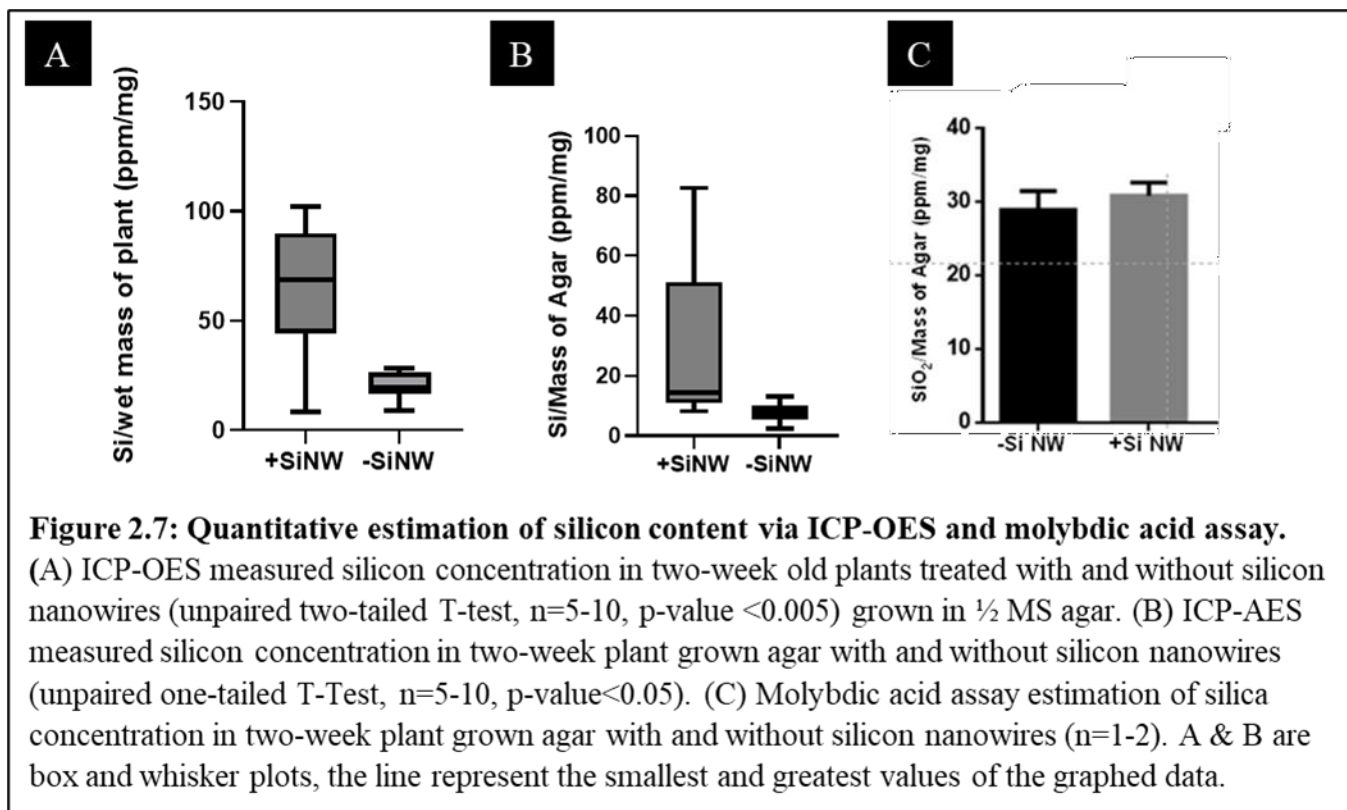 A
Si/wet mass of plant (ppm/mg)
150
100
50
0
+SiNW -SiNW
B
Si/Mass of Agar (ppm/mg)
100
80
60
40
20
0
+SiNW -SiNW
C
SiO₂/Mass of Agar (ppm/mg)
40
30
20
10
0
-Si NW +Si NW
Figure 2.7: Quantitative estimation of silicon content via ICP-OES and molybdic acid assay.
(A) ICP-OES measured silicon concentration in two-week old plants treated with and without silicon
nanowires (unpaired two-tailed T-test, n=5-10, p-value <0.005) grown in ½ MS agar. (B) ICP-AES
measured silicon concentration in two-week plant grown agar with and without silicon nanowires
(unpaired one-tailed T-Test, n=5-10, p-value<0.05). (C) Molybdic acid assay estimation of silica
concentration in two-week plant grown agar with and without silicon nanowires (n=1-2). A & B are
box and whisker plots, the line represent the smallest and greatest values of the graphed data.